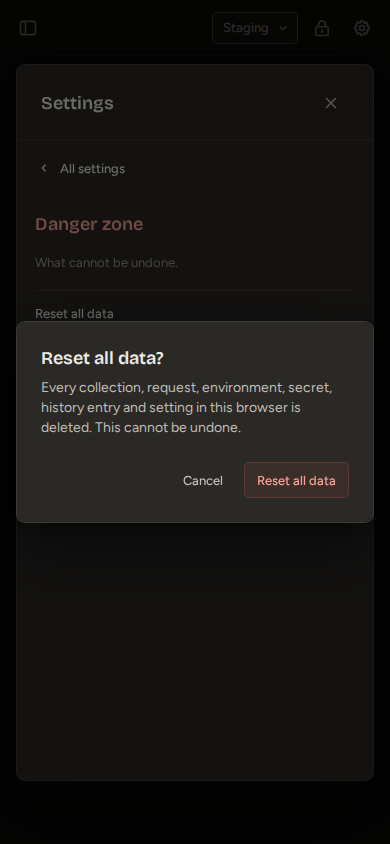 Staging
Settings
All settings
Danger zone
What cannot be undone.
Reset all data
Reset all data?
Every collection, request, environment, secret,
history entry and setting in this browser is
deleted. This cannot be undone.
Cancel
Reset all data